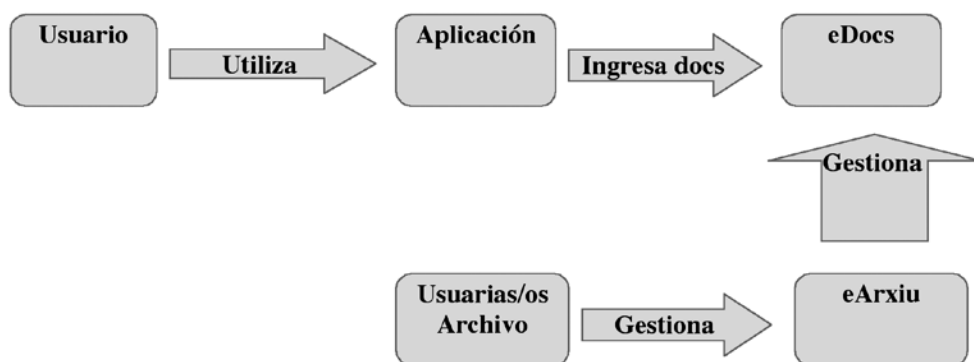 Usuario
Utiliza
Aplicación
Ingresa docs
eDocs
Gestiona
Usuarias/os
Archivo
Gestiona
eArxiu